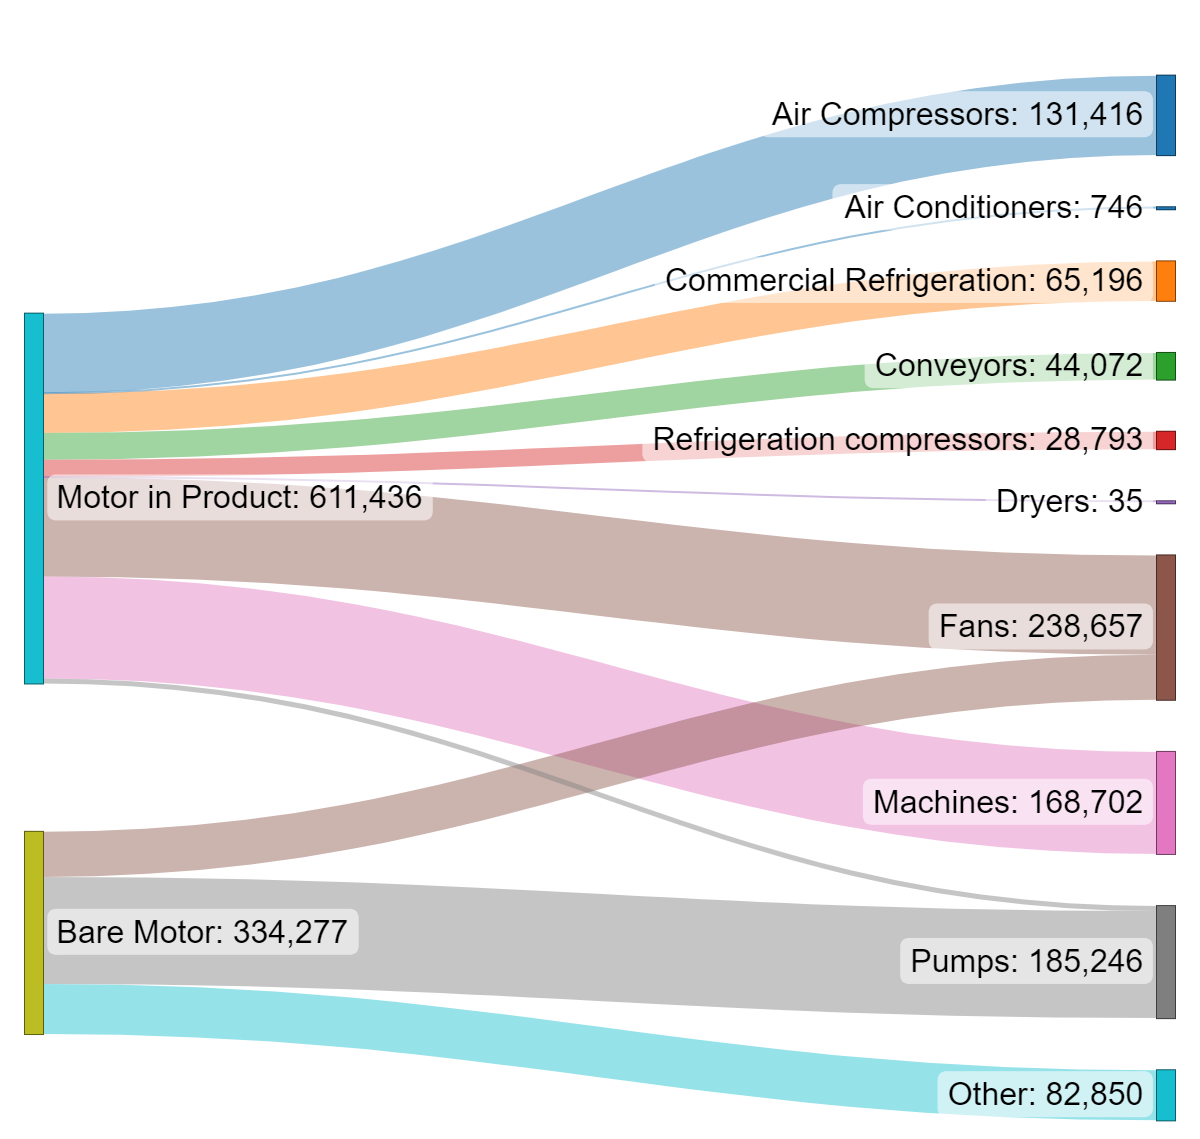 Air Compressors: 131,416
Air Conditioners: 746
Commercial Refrigeration: 65,196
Conveyors: 44,072
Refrigeration compressors: 28,793
Motor in Product: 611,436
Dryers: 35
Fans: 238,657
Machines: 168,702
Bare Motor: 334,277
Pumps: 185,246
Other: 82,850